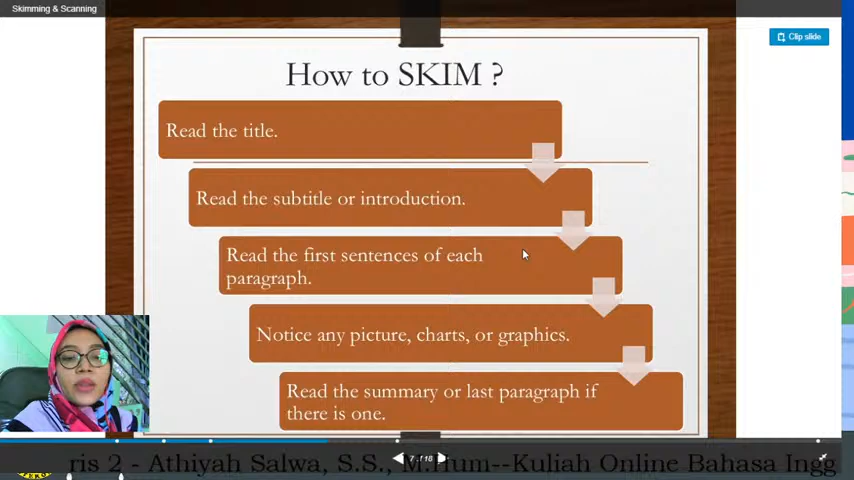 Skimming & Scanning
Clip slide
How to SKIM ?
Read the title.
Read the subtitle or introduction.
Read the first sentences of each
paragraph.
Notice any picture, charts, or graphics.
Read the summary or last paragraph if
there is one.
7 of 18
ris 2 - Athiyah Salwa, S.S., M.Hum--Kuliah Online Bahasa Ingg